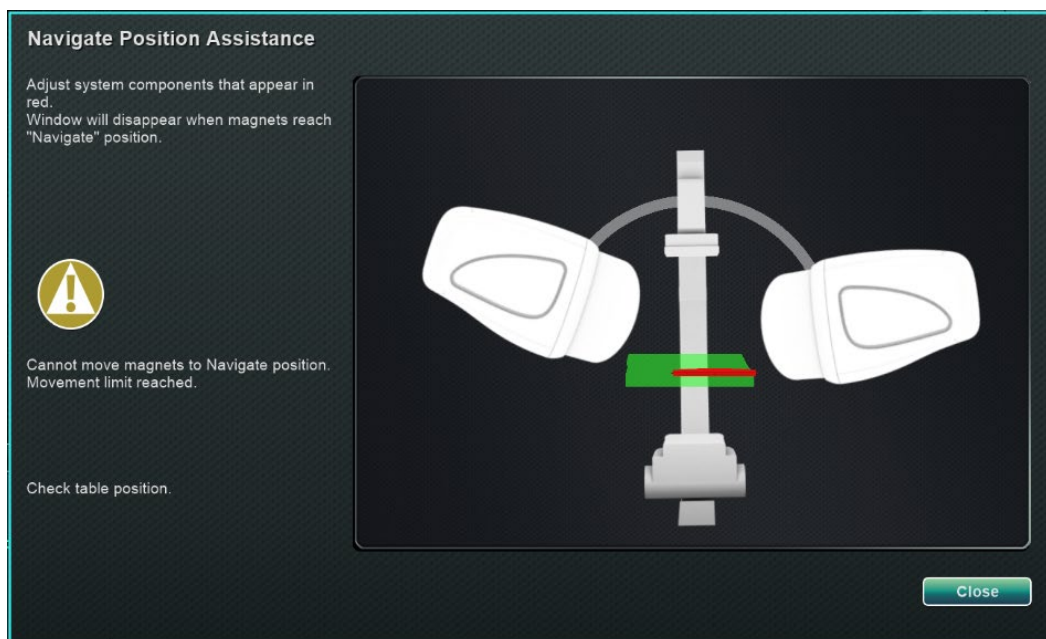 Navigate Position Assistance
Adjust system components that appear in
red.
Window will disappear when magnets reach
"Navigate" position.
Cannot move magnets to Navigate position.
Movement limit reached.
Check table position.
Close